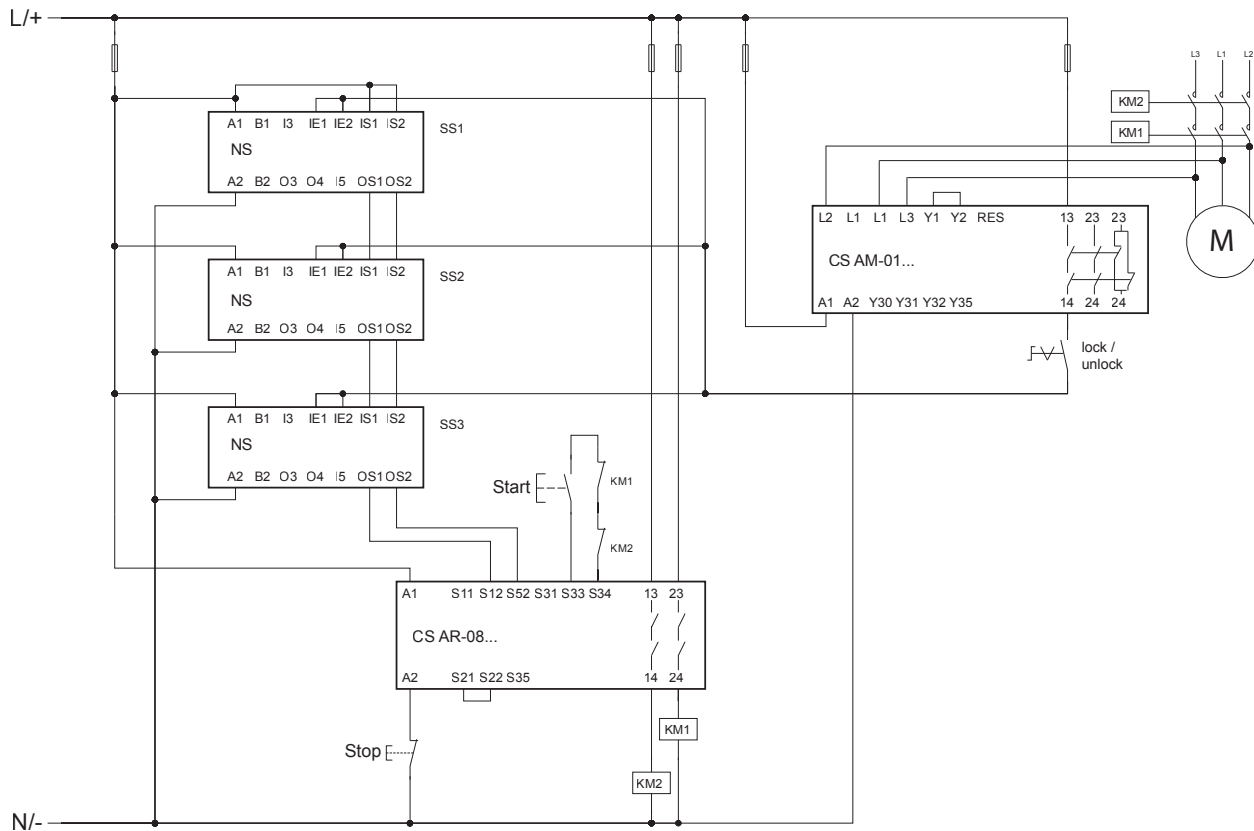 L/+
L3 L1 L2
KM2
KM1
A1 B1 I3 IE1 IE2 IS1 IS2
SS1
NS
A2 B2 O3 O4 I5 OS1 OS2
L2 L1 L1 L3 Y1 Y2 RES 13 23 23
M
CS AM-01...
A1 A2 Y30 Y31 Y32 Y35 14 24 24
A1 B1 I3 IE1 IE2 IS1 IS2
SS2
NS
A2 B2 O3 O4 I5 OS1 OS2
lock /
unlock
A1 B1 I3 IE1 IE2 IS1 IS2
SS3
NS
A2 B2 O3 O4 I5 OS1 OS2
Start
KM1
KM2
A1 S11 S12 S52 S31 S33 S34 13 23
CS AR-08...
A2 S21 S22 S35 14 24
KM1
Stop
KM2
N/-